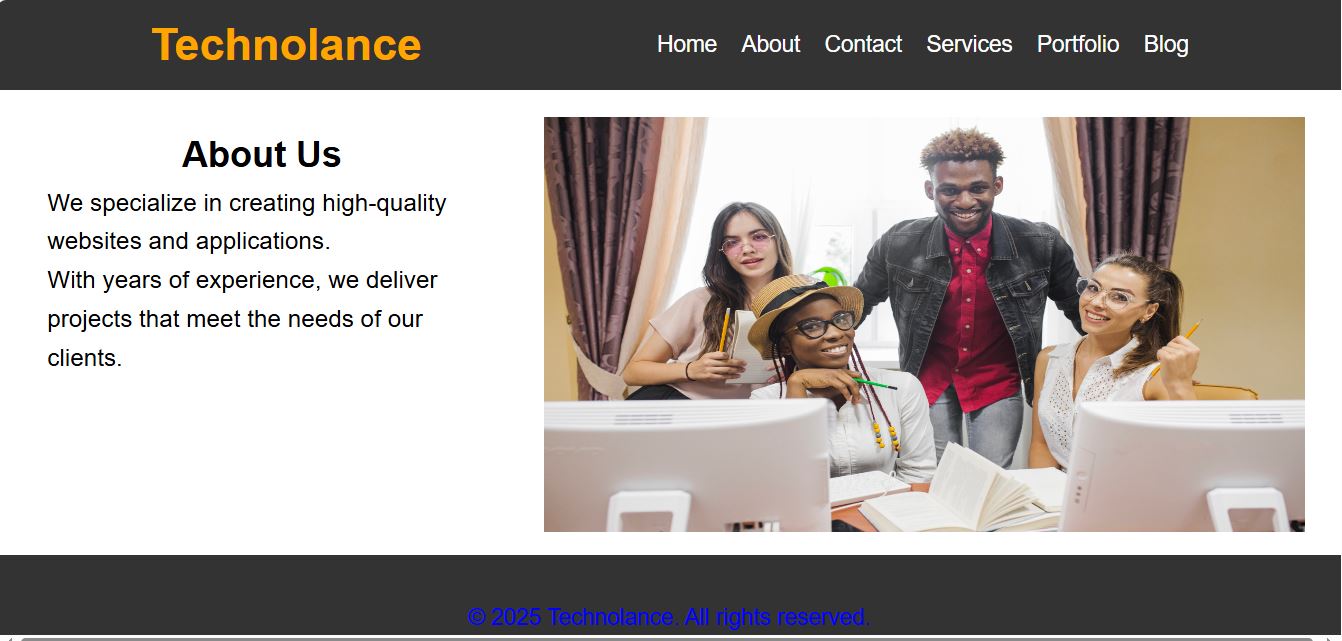 Technolance
Home About Contact Services Portfolio Blog
About Us
We specialize in creating high-quality
websites and applications.
With years of experience, we deliver
projects that meet the needs of our
clients.
© 2025 Technolance. All rights reserved.